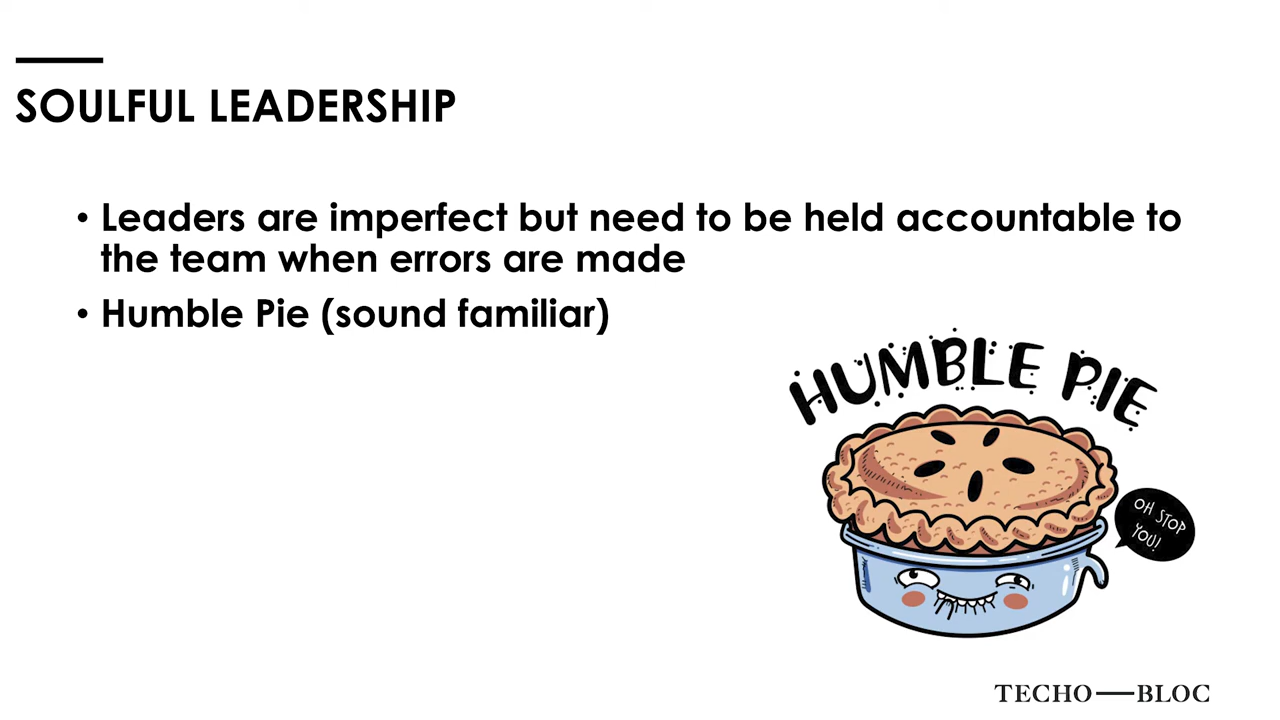 SOULFUL LEADERSHIP
• Leaders are imperfect but need to be held accountable to
the team when errors are made
• Humble Pie (sound familiar)
HUMBLE PIE
OH STOP
YOU!
TECHO—BLOC